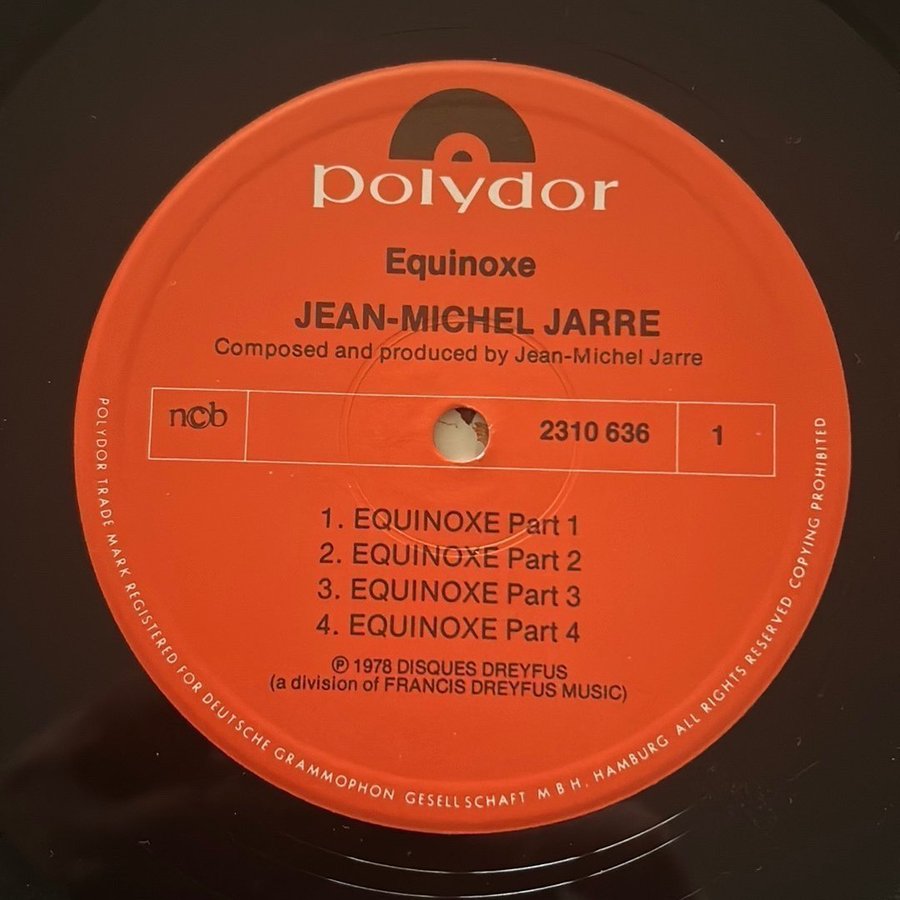 polydor
Equinoxe
JEAN-MICHEL JARRE
Composed and produced by Jean-Michel Jarre
ncb
2310 636
1
1. EQUINOXE Part 1
2. EQUINOXE Part 2
3. EQUINOXE Part 3
4. EQUINOXE Part 4
℗ 1978 DISQUES DREYFUS
(a division of FRANCIS DREYFUS MUSIC)
POLYDOR TRADE MARK REGISTERED FOR DEUTSCHE GRAMMOPHON GESELLSCHAFT M B H, HAMBURG ALL RIGHTS RESERVED COPYING PROHIBITED